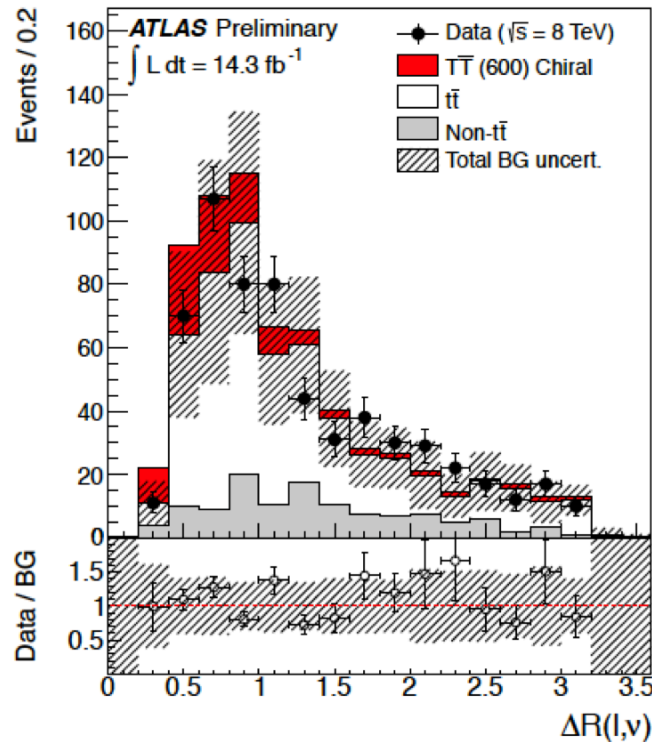 ATLAS Preliminary
∫ L dt = 14.3 fb⁻¹
Data (√s = 8 TeV)
TT̅ (600) Chiral
tt̅
Non-tt̅
Total BG uncert.
Events / 0.2
160
140
120
100
80
60
40
20
0
Data / BG
1.5
1
0.5
0 0.5 1 1.5 2 2.5 3 3.5
ΔR(l,ν)